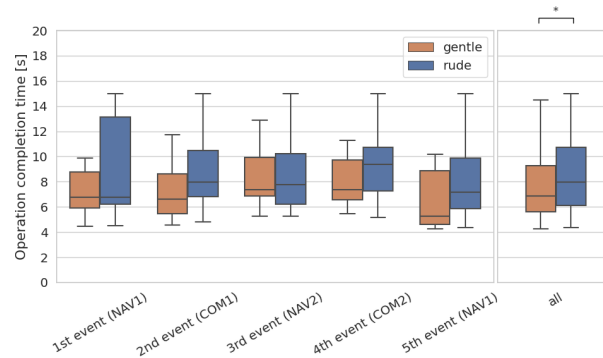 *
Operation completion time [s]
20
18
16
14
12
10
8
6
4
2
0
gentle
rude
1st event (NAV1)
2nd event (COM1)
3rd event (NAV2)
4th event (COM2)
5th event (NAV1)
all